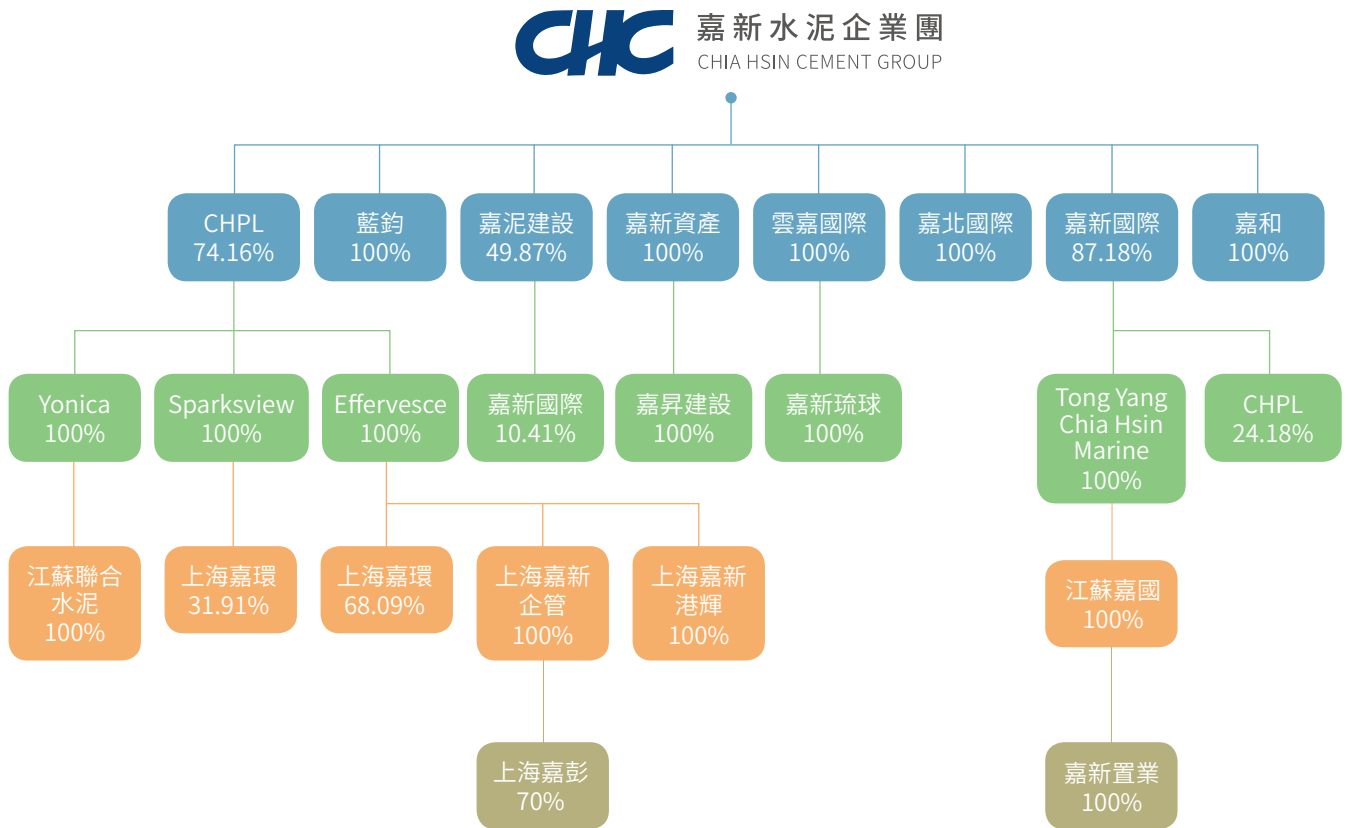 CHC
嘉新水泥企業團
CHIA HSIN CEMENT GROUP
CHPL
74.16%
藍鈞
100%
嘉泥建設
49.87%
嘉新資產
100%
雲嘉國際
100%
嘉北國際
100%
嘉新國際
87.18%
嘉和
100%
Yonica
100%
Sparksview
100%
Effervesce
100%
嘉新國際
10.41%
嘉昇建設
100%
嘉新琉球
100%
Tong Yang
Chia Hsin
Marine
100%
CHPL
24.18%
江蘇聯合
水泥
100%
上海嘉環
31.91%
上海嘉環
68.09%
上海嘉新
企管
100%
上海嘉新
港輝
100%
江蘇嘉國
100%
上海嘉彭
70%
嘉新置業
100%